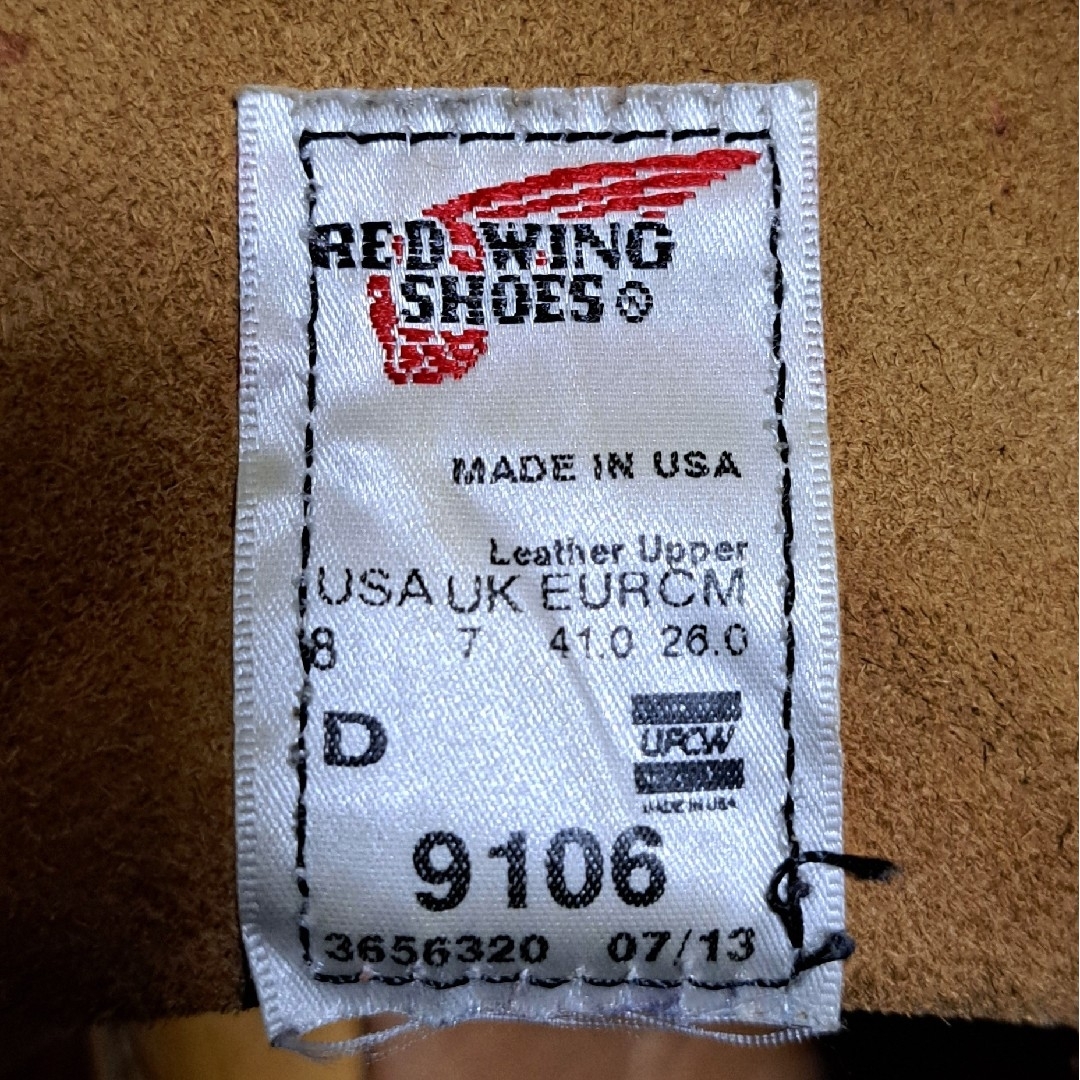 RED WING
SHOES®
MADE IN USA
Leather Upper
USA UK EUR CM
8 7 41.0 26.0
D
UFCW
MADE IN USA
9106
3656320 07/13